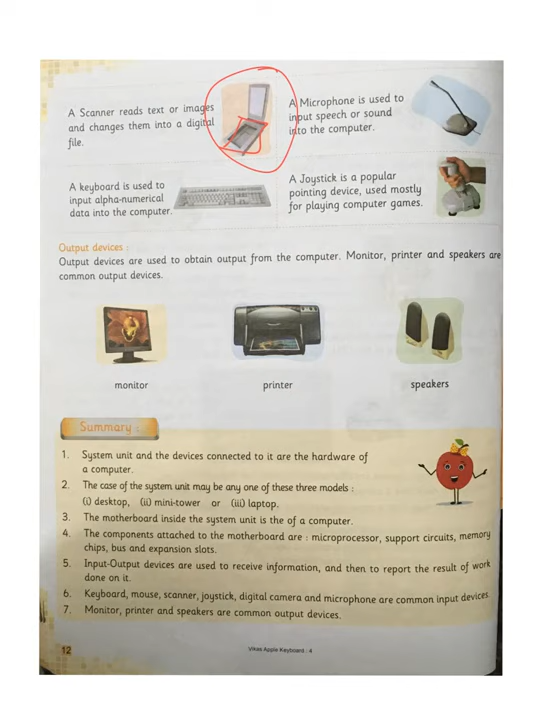 A Scanner reads text or images
and changes them into a digital
file.
A Microphone is used to
input speech or sound
into the computer.
A keyboard is used to
input alpha-numerical
data into the computer.
A Joystick is a popular
pointing device, used mostly
for playing computer games.
Output devices :
Output devices are used to obtain output from the computer. Monitor, printer and speakers are
common output devices.
monitor
printer
speakers
Summary :
1. System unit and the devices connected to it are the hardware of
a computer.
2. The case of the system unit may be any one of these three models :
(i) desktop, (ii) mini-tower or (iii) laptop.
3. The motherboard inside the system unit is the of a computer.
4. The components attached to the motherboard are : microprocessor, support circuits, memory
chips, bus and expansion slots.
5. Input-Output devices are used to receive information, and then to report the result of work
done on it.
6. Keyboard, mouse, scanner, joystick, digital camera and microphone are common input devices.
7. Monitor, printer and speakers are common output devices.
12
Vikas Apple Keyboard : 4